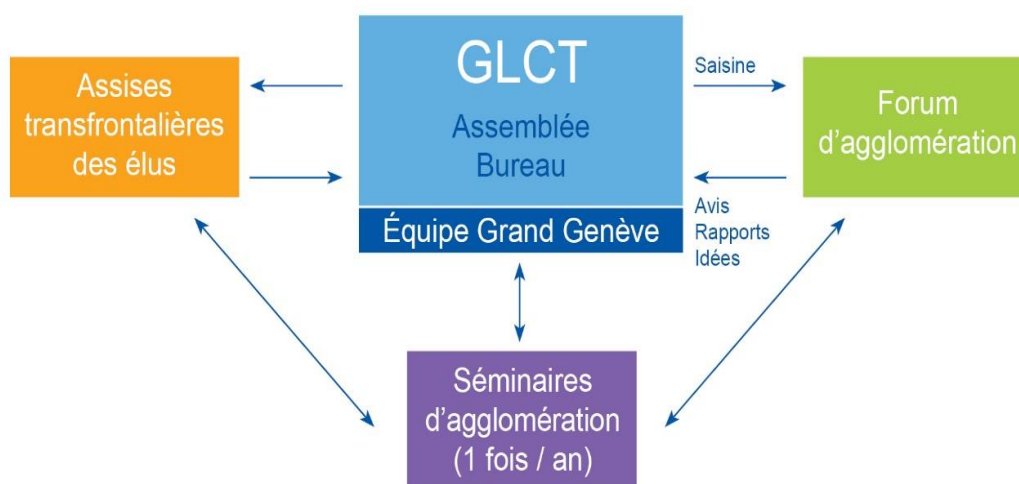 Assises
transfrontalières
des élus
GLCT
Assemblée
Bureau
Équipe Grand Genève
Saisine
Avis
Rapports
Idées
Forum
d'agglomération
Séminaires
d'agglomération
(1 fois / an)